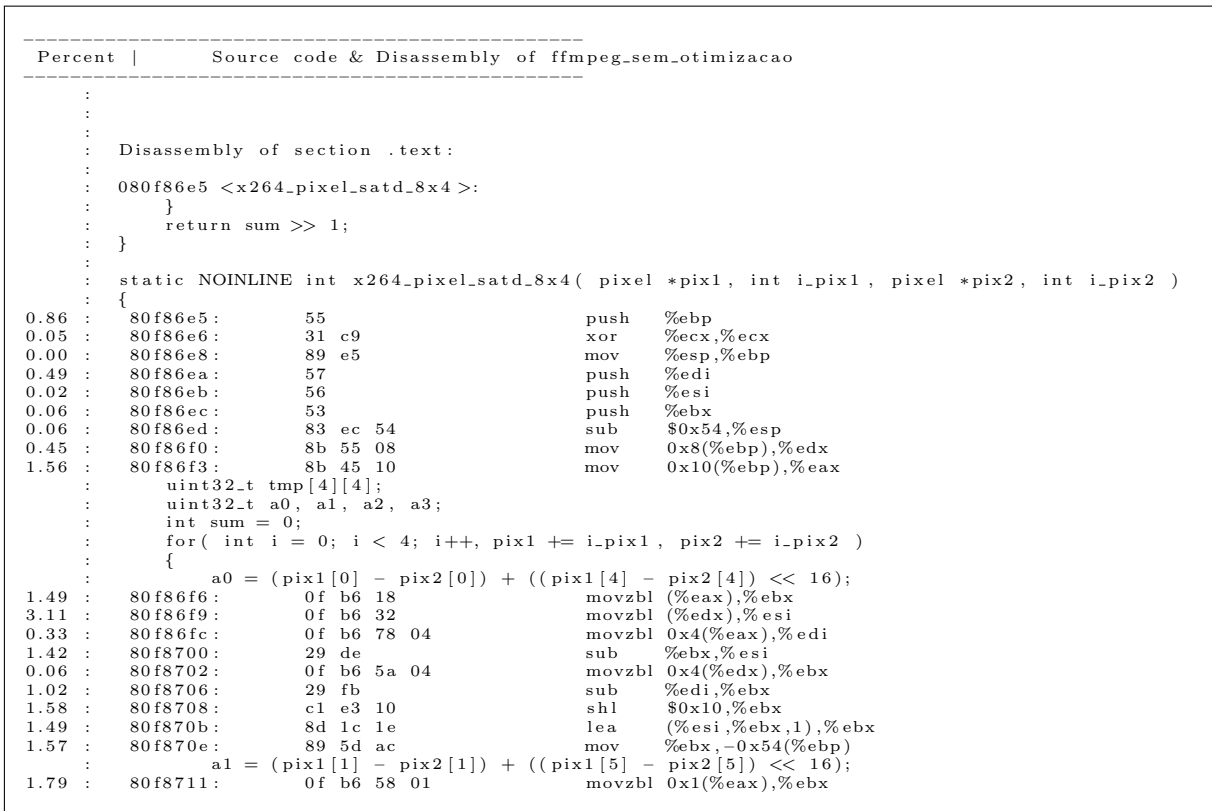 ------------------------------------------------
Percent | Source code & Disassembly of ffmpeg_sem_otimizacao
------------------------------------------------
:
:
:
: Disassembly of section .text:
:
: 080f86e5 <x264_pixel_satd_8x4>:
: }
: return sum >> 1;
: }
:
: static NOINLINE int x264_pixel_satd_8x4( pixel *pix1, int i_pix1, pixel *pix2, int i_pix2 )
: {
0.86 : 80f86e5: 55 push %ebp
0.05 : 80f86e6: 31 c9 xor %ecx,%ecx
0.00 : 80f86e8: 89 e5 mov %esp,%ebp
0.49 : 80f86ea: 57 push %edi
0.02 : 80f86eb: 56 push %esi
0.06 : 80f86ec: 53 push %ebx
0.06 : 80f86ed: 83 ec 54 sub $0x54,%esp
0.45 : 80f86f0: 8b 55 08 mov 0x8(%ebp),%edx
1.56 : 80f86f3: 8b 45 10 mov 0x10(%ebp),%eax
: uint32_t tmp[4][4];
: uint32_t a0, a1, a2, a3;
: int sum = 0;
: for( int i = 0; i < 4; i++, pix1 += i_pix1, pix2 += i_pix2 )
: {
: a0 = (pix1[0] - pix2[0]) + ((pix1[4] - pix2[4]) << 16);
1.49 : 80f86f6: 0f b6 18 movzbl (%eax),%ebx
3.11 : 80f86f9: 0f b6 32 movzbl (%edx),%esi
0.33 : 80f86fc: 0f b6 78 04 movzbl 0x4(%eax),%edi
1.42 : 80f8700: 29 de sub %ebx,%esi
0.06 : 80f8702: 0f b6 5a 04 movzbl 0x4(%edx),%ebx
1.02 : 80f8706: 29 fb sub %edi,%ebx
1.58 : 80f8708: c1 e3 10 shl $0x10,%ebx
1.49 : 80f870b: 8d 1c 1e lea (%esi,%ebx,1),%ebx
1.57 : 80f870e: 89 5d ac mov %ebx,-0x54(%ebp)
: a1 = (pix1[1] - pix2[1]) + ((pix1[5] - pix2[5]) << 16);
1.79 : 80f8711: 0f b6 58 01 movzbl 0x1(%eax),%ebx